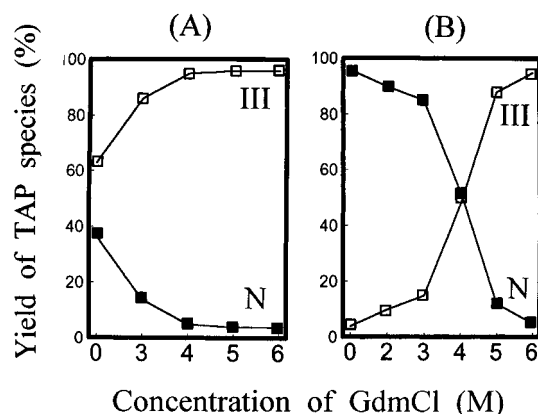 (A) (B)
Yield of TAP species (%)
100 100
80 80
60 60
40 40
20 20
0 0
III III
N N
0 3 4 5 6 0 2 3 4 5 6
Concentration of GdmCl (M)